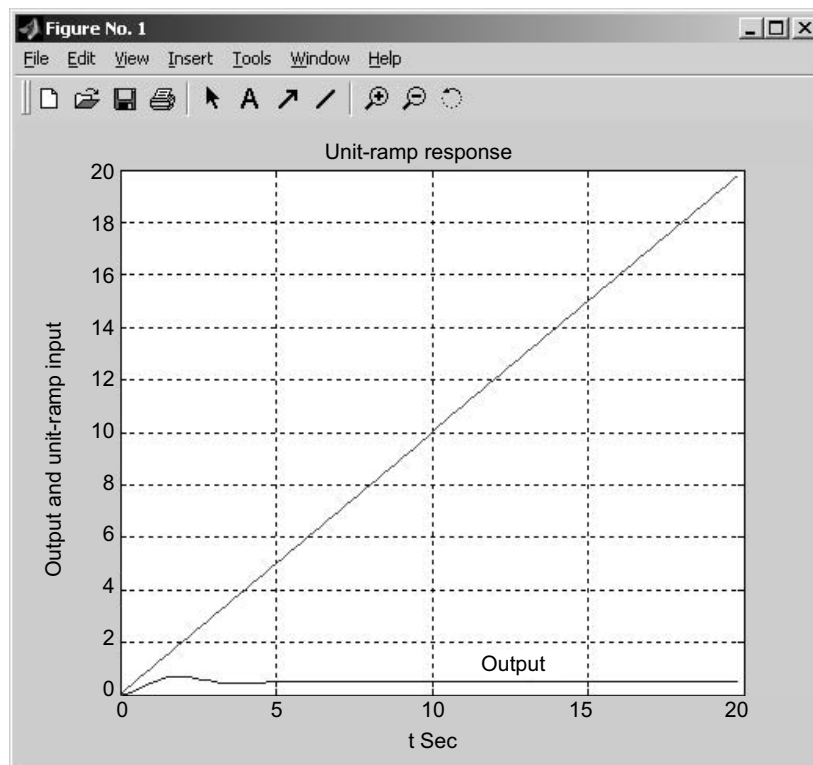 Figure No. 1
File Edit View Insert Tools Window Help
A
Unit-ramp response
20
18
16
14
12
10
8
6
4
2
0
Output and unit-ramp input
Output
0 5 10 15 20
t Sec